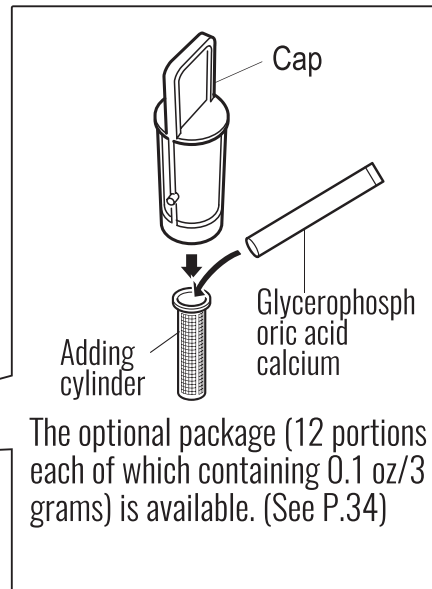 Cap
Glycerophosph
oric acid
calcium
Adding
cylinder
The optional package (12 portions
each of which containing 0.1 oz/3
grams) is available. (See P.34)